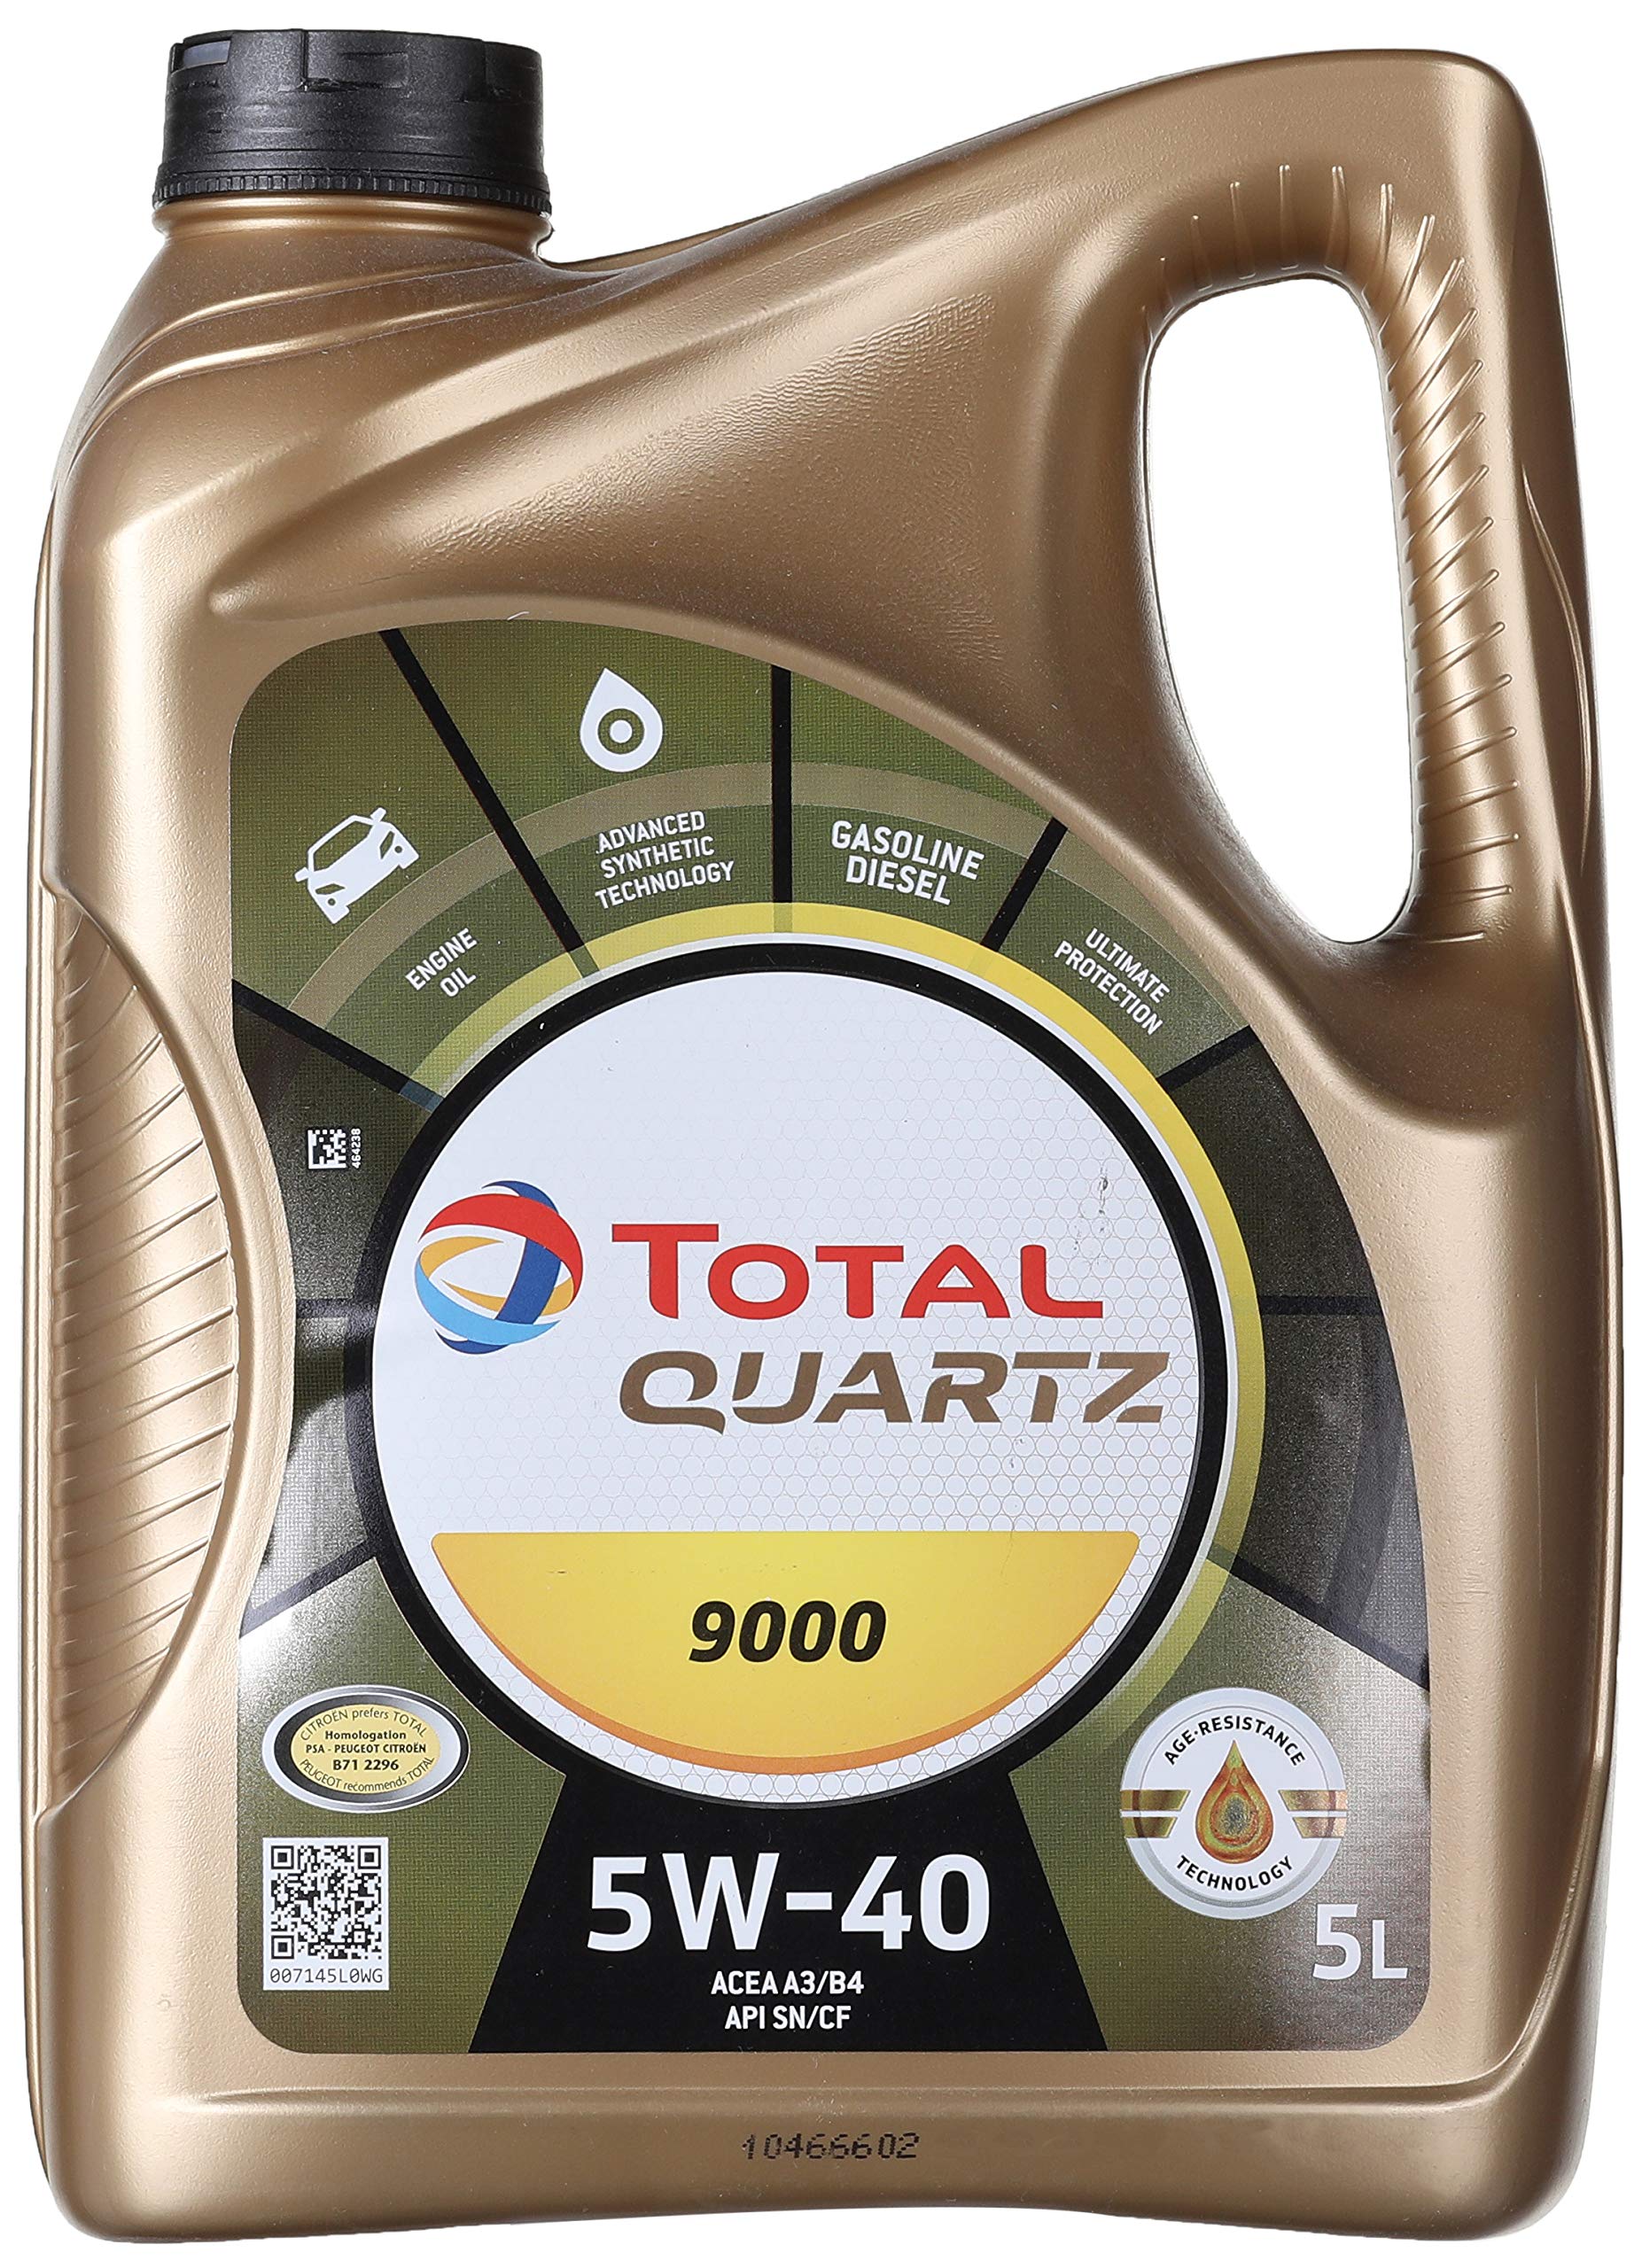 ENGINE
OIL
ADVANCED
SYNTHETIC
TECHNOLOGY
GASOLINE
DIESEL
ULTIMATE
PROTECTION
464238
TOTAL
QUARTZ
9000
CITROËN prefers TOTAL
Homologation
PSA - PEUGEOT CITROËN
B71 2296
PEUGEOT recommends TOTAL
AGE-RESISTANCE
TECHNOLOGY
007145L0WG
5W-40
ACEA A3/B4
API SN/CF
5L
10466602